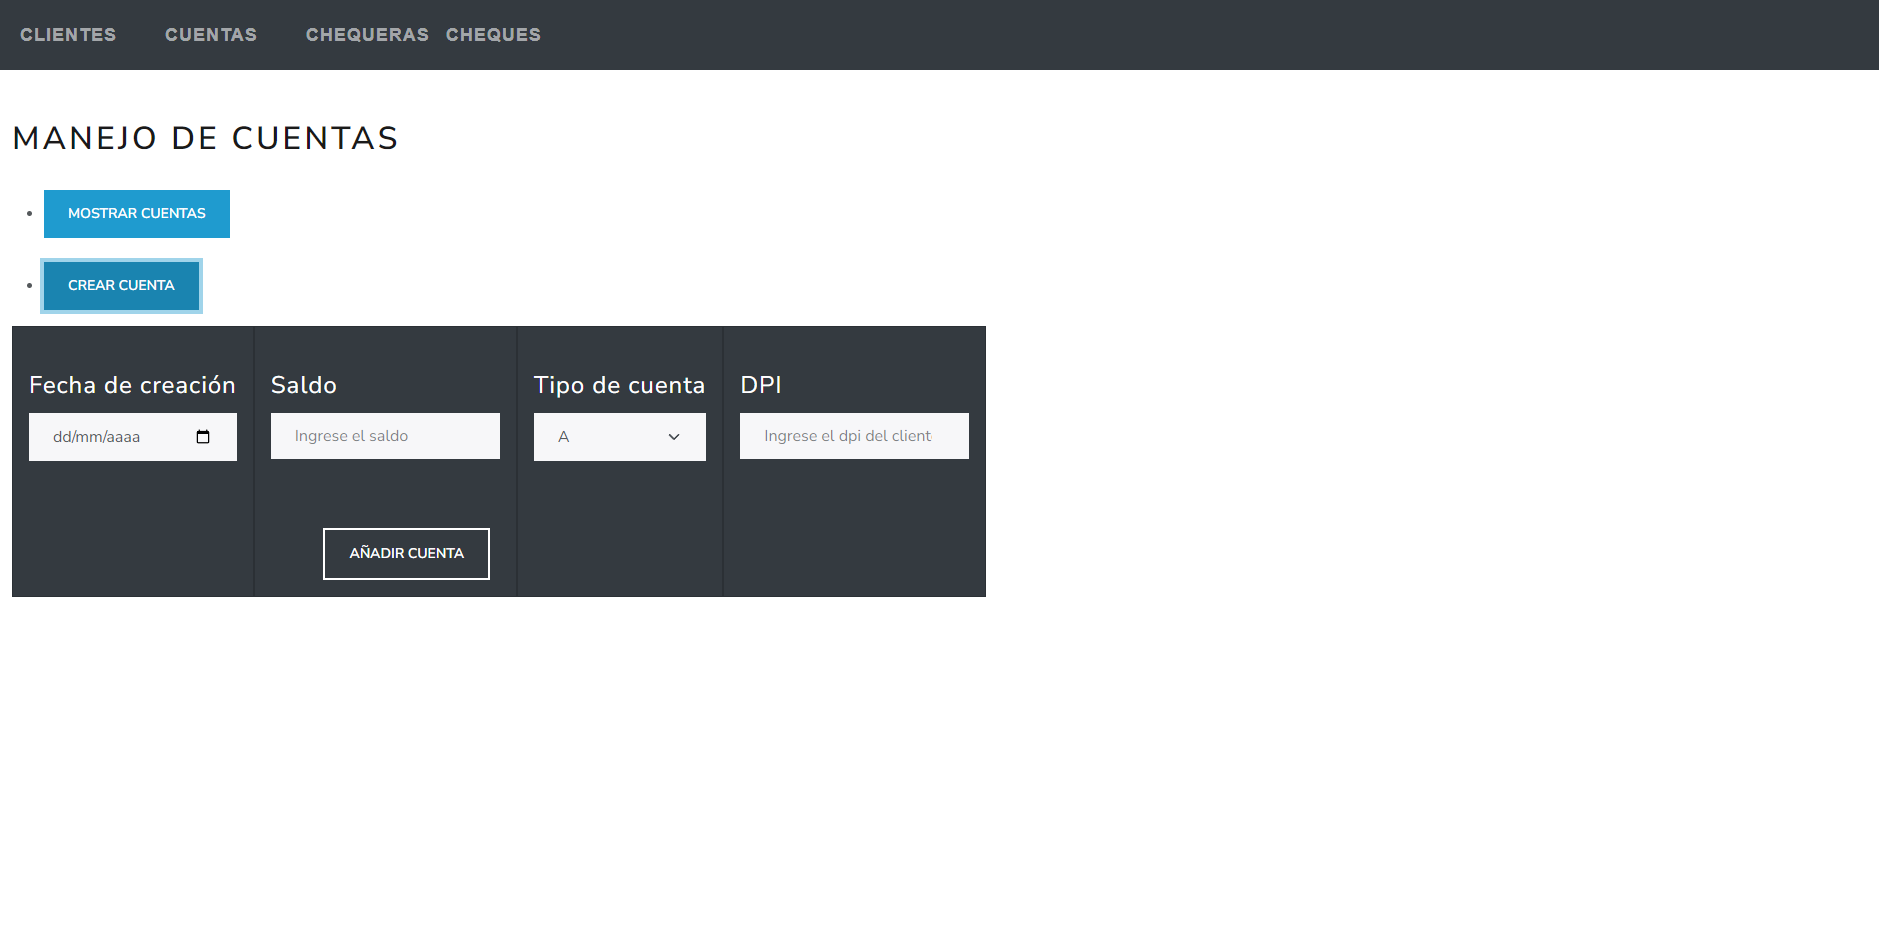 CLIENTES CUENTAS CHEQUERAS CHEQUES
MANEJO DE CUENTAS
MOSTRAR CUENTAS
CREAR CUENTA
Fecha de creación Saldo Tipo de cuenta DPI
dd/mm/aaaa Ingrese el saldo A Ingrese el dpi del client
AÑADIR CUENTA